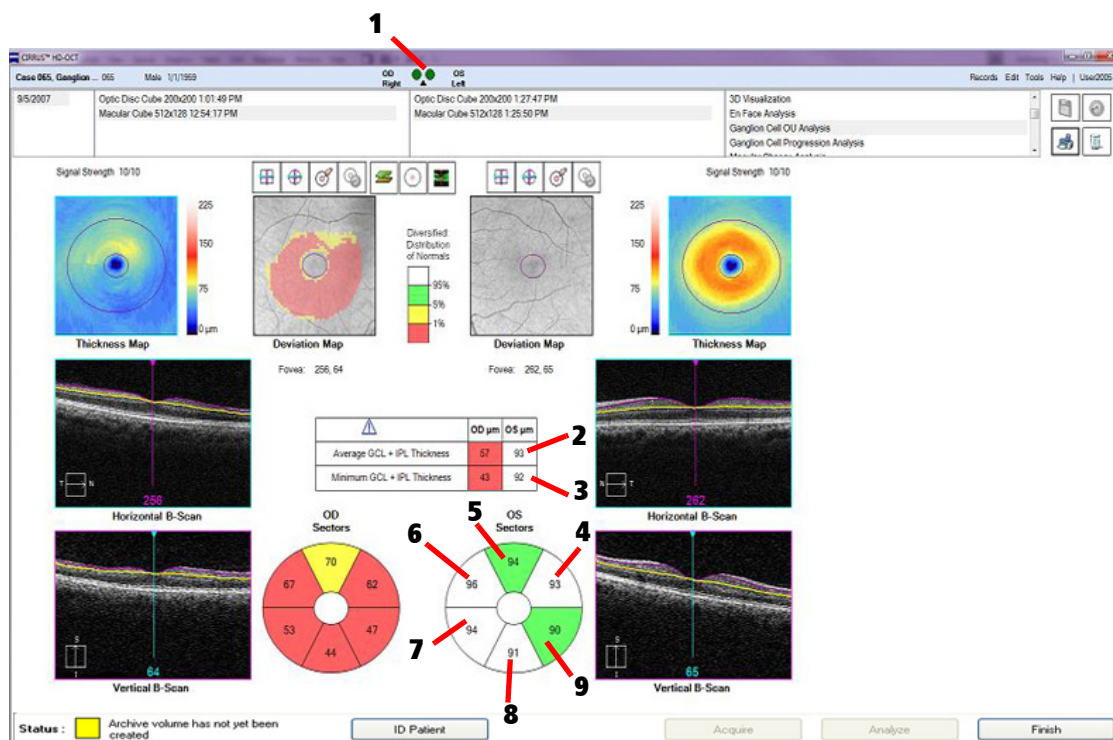 1
CIRRUS™ HD-OCT
Case 065, Ganglion ... 065 Male 1/1/1959
OD
Right
OS
Left
Records Edit Tools Help | User2005
9/5/2007
Optic Disc Cube 200x200 1:01:49 PM
Macular Cube 512x128 12:54:17 PM
Optic Disc Cube 200x200 1:27:47 PM
Macular Cube 512x128 1:25:50 PM
3D Visualization
En Face Analysis
Ganglion Cell OU Analysis
Ganglion Cell Progression Analysis
Macular Change Analysis
Signal Strength 10/10
Signal Strength 10/10
225
150
75
0 µm
Thickness Map
Deviation Map
Diversified:
Distribution
of Normals
95%
5%
1%
Deviation Map
225
150
75
0 µm
Thickness Map
Fovea: 256, 64
Fovea: 262, 65
OD µm OS µm
Average GCL + IPL Thickness 57 93
Minimum GCL + IPL Thickness 43 92
2
3
T N
256
Horizontal B-Scan
N T
262
Horizontal B-Scan
OD
Sectors
70
67 62
53 47
44
OS
Sectors
94
96 93
94 90
91
5
6
4
7
9
8
S
I
64
Vertical B-Scan
S
I
65
Vertical B-Scan
Status :
Archive volume has not yet been
created
ID Patient
Acquire
Analyze
Finish